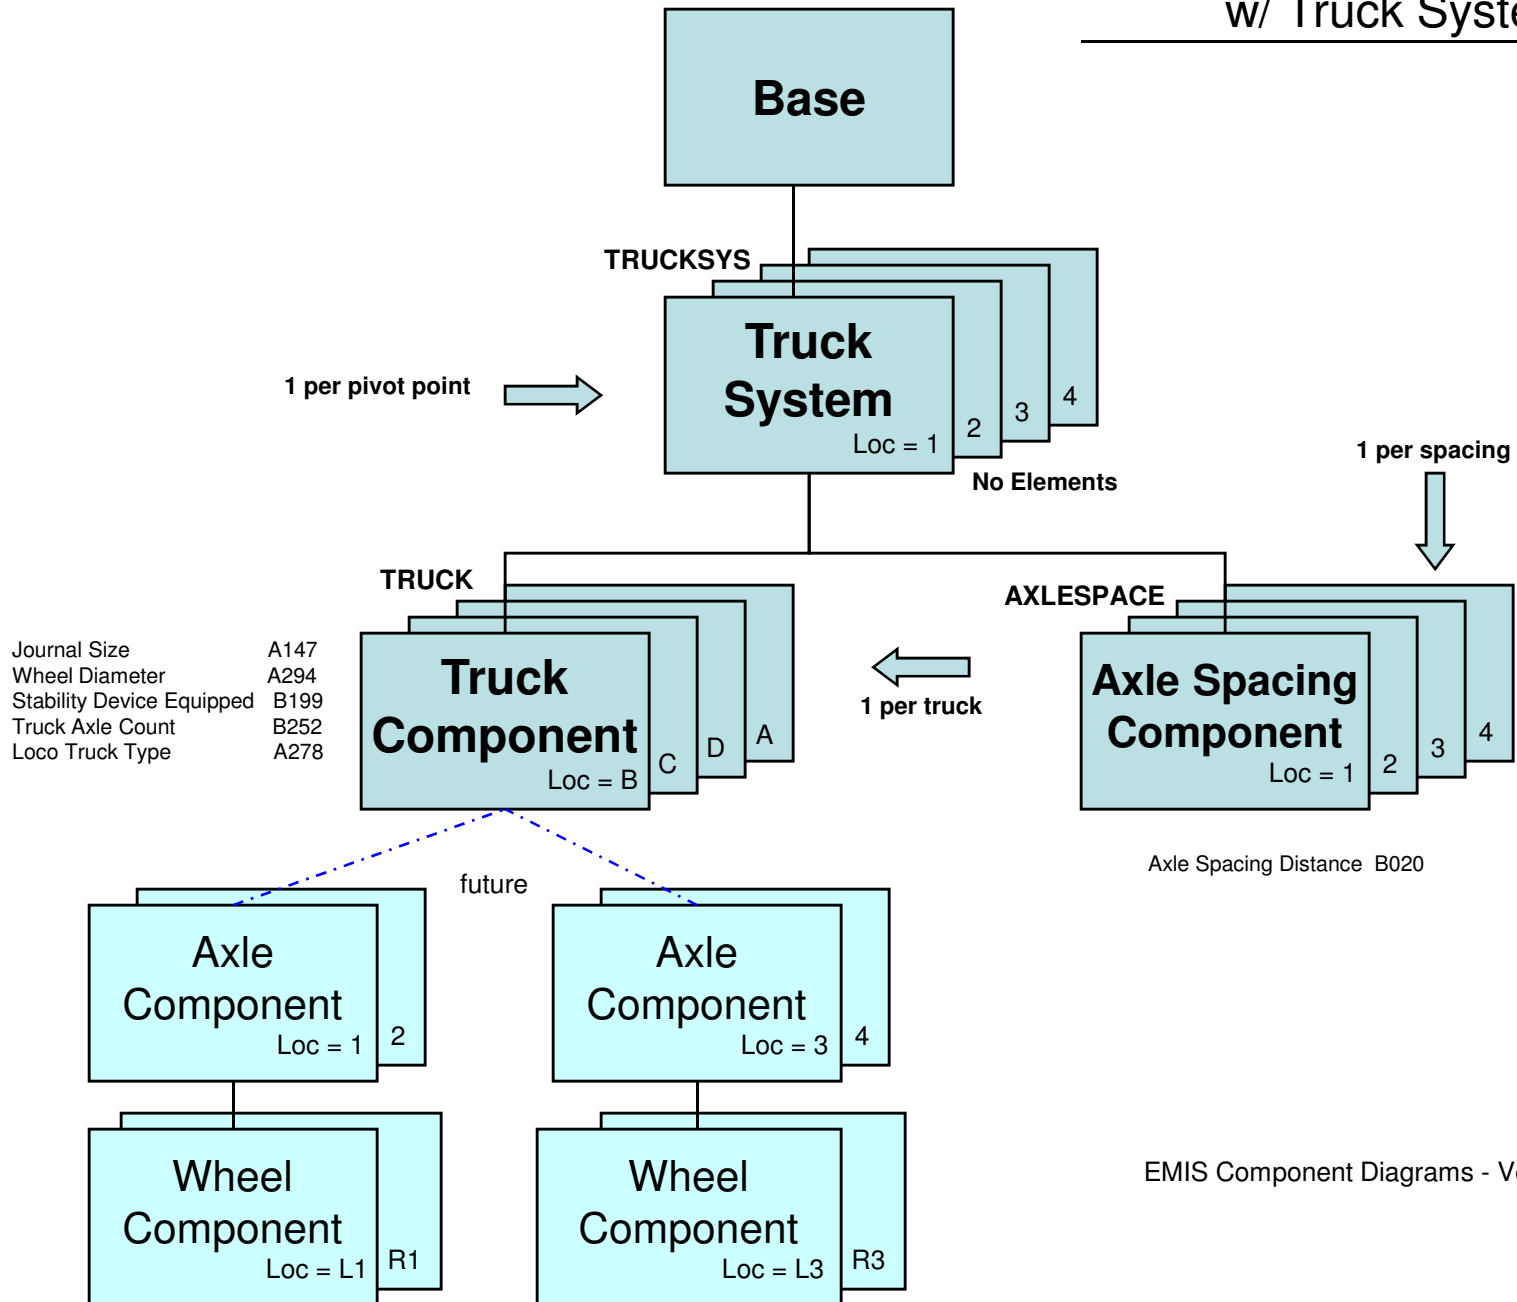 w/ Truck Syste
Base
TRUCKSYS
Truck
System
Loc = 1
2
3
4
1 per pivot point
No Elements
1 per spacing
TRUCK
AXLESPACE
Journal Size A147
Wheel Diameter A294
Stability Device Equipped B199
Truck Axle Count B252
Loco Truck Type A278
Truck
Component
Loc = B
C
D
A
1 per truck
Axle Spacing
Component
Loc = 1
2
3
4
Axle Spacing Distance B020
future
Axle
Component
Loc = 1
2
Axle
Component
Loc = 3
4
Wheel
Component
Loc = L1
R1
Wheel
Component
Loc = L3
R3
EMIS Component Diagrams - V